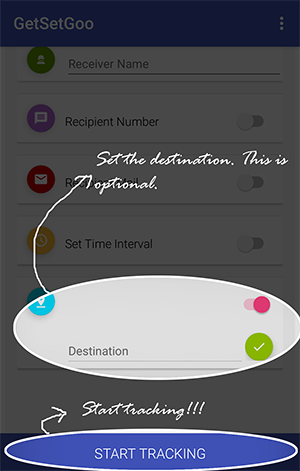 GetSetGoo
Receiver Name
Recipient Number
Set the destination. This is
optional.
Set Time Interval
Destination
Start tracking!!!
START TRACKING